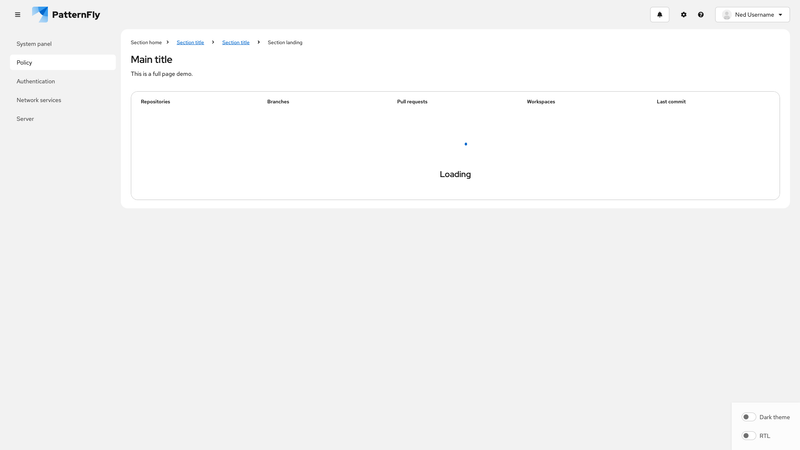 PatternFly
Ned Username
System panel
Policy
Authentication
Network services
Server
Section home
Section title
Section title
Section landing
Main title
This is a full page demo.
Repositories Branches Pull requests Workspaces Last commit
Loading
Dark theme
RTL